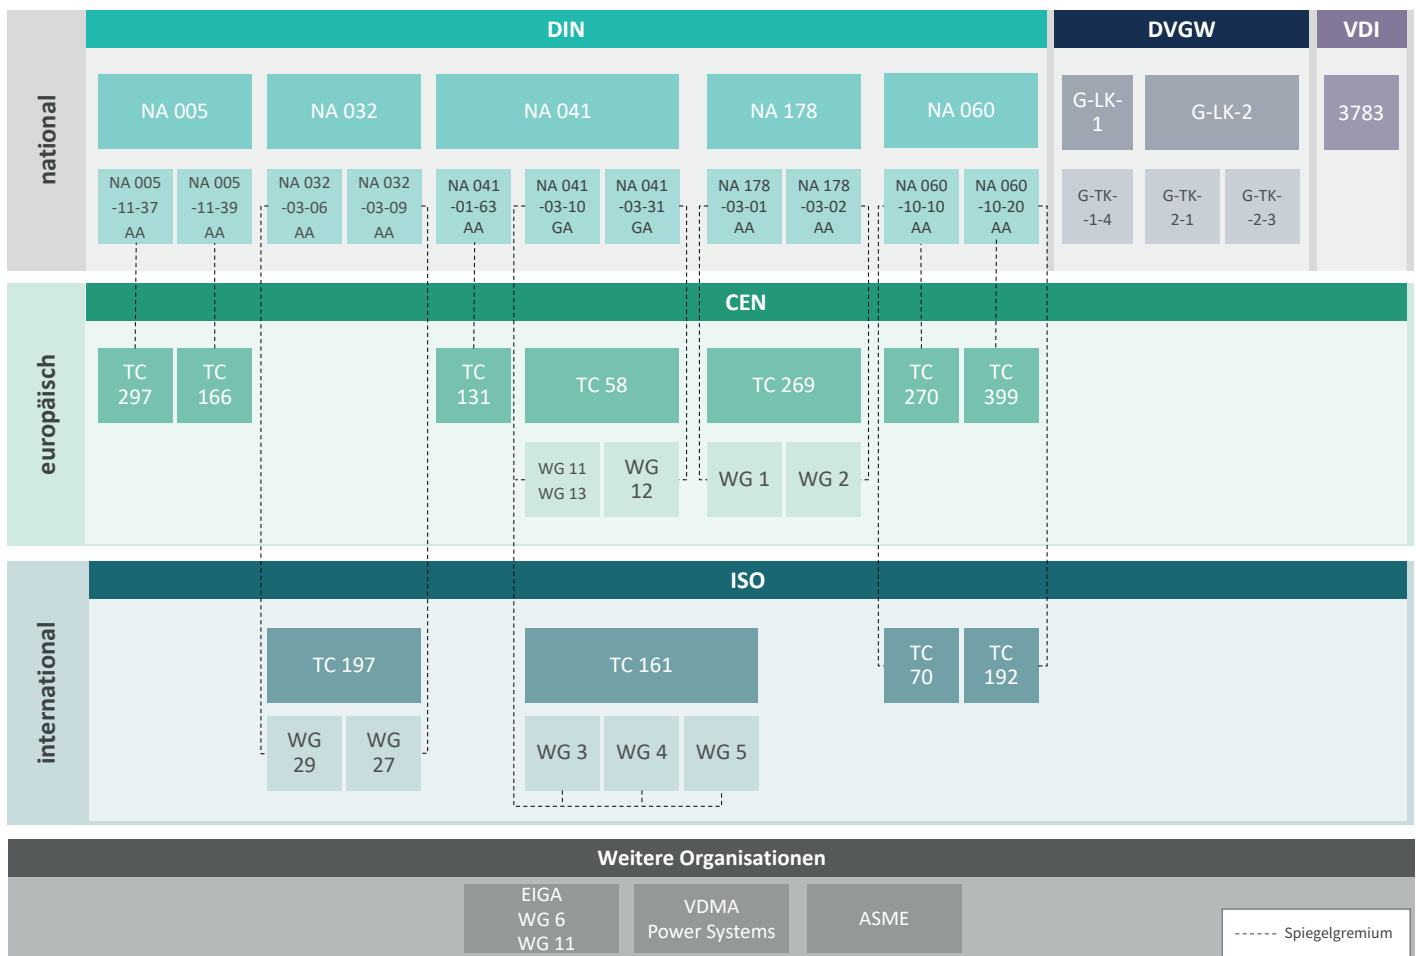 DIN
DVGW
VDI
national
NA 005
NA 032
NA 041
NA 178
NA 060
G-LK-
1
G-LK-2
3783
NA 005
-11-37
AA
NA 005
-11-39
AA
NA 032
-03-06
AA
NA 032
-03-09
AA
NA 041
-01-63
AA
NA 041
-03-10
GA
NA 041
-03-31
GA
NA 178
-03-01
AA
NA 178
-03-02
AA
NA 060
-10-10
AA
NA 060
-10-20
AA
G-TK-
-1-4
G-TK-
2-1
G-TK-
-2-3
CEN
europäisch
TC
297
TC
166
TC
131
TC 58
TC 269
TC
270
TC
399
WG 11
WG 13
WG
12
WG 1
WG 2
ISO
international
TC 197
TC 161
TC
70
TC
192
WG
29
WG
27
WG 3
WG 4
WG 5
Weitere Organisationen
EIGA
WG 6
WG 11
VDMA
Power Systems
ASME
Spiegelgremium